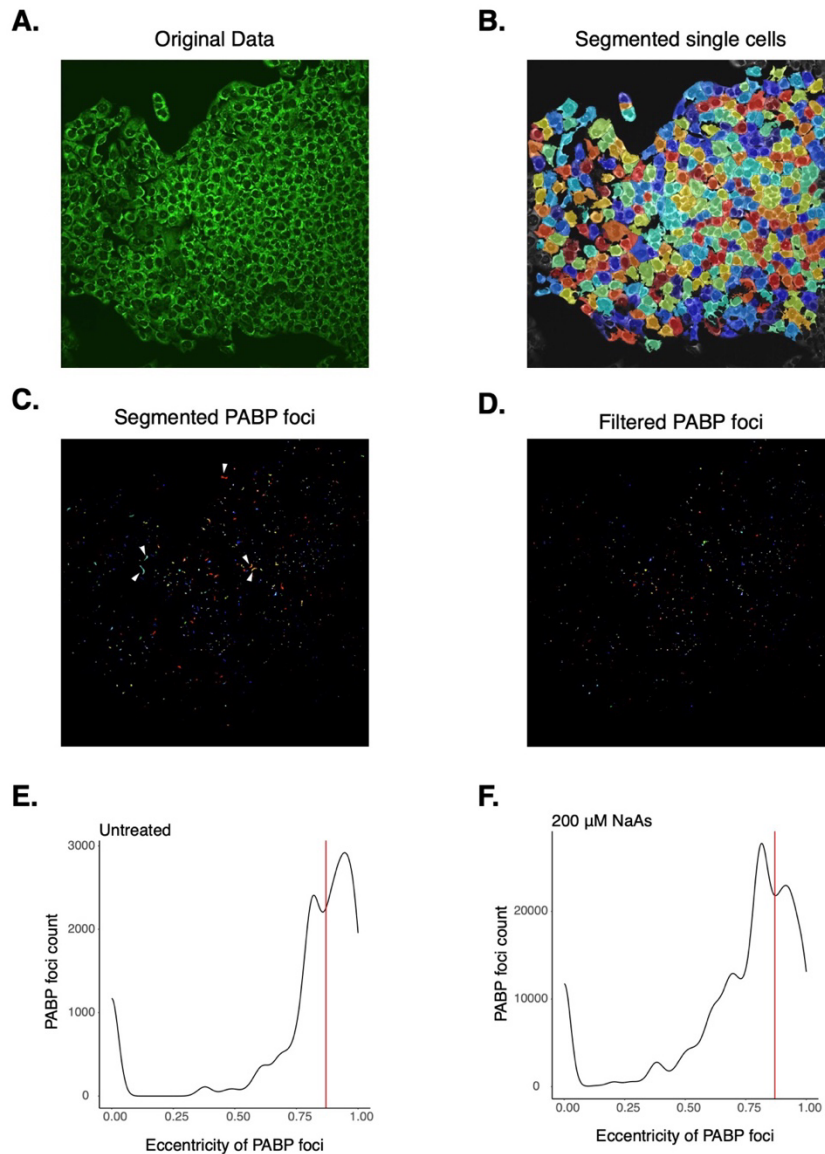 A.
Original Data
B.
Segmented single cells
C.
Segmented PABP foci
D.
Filtered PABP foci
E.
Untreated
PABP foci count
3000
2000
1000
0
0.00 0.25 0.50 0.75 1.00
Eccentricity of PABP foci
F.
200 µM NaAs
PABP foci count
20000
10000
0
0.00 0.25 0.50 0.75 1.00
Eccentricity of PABP foci